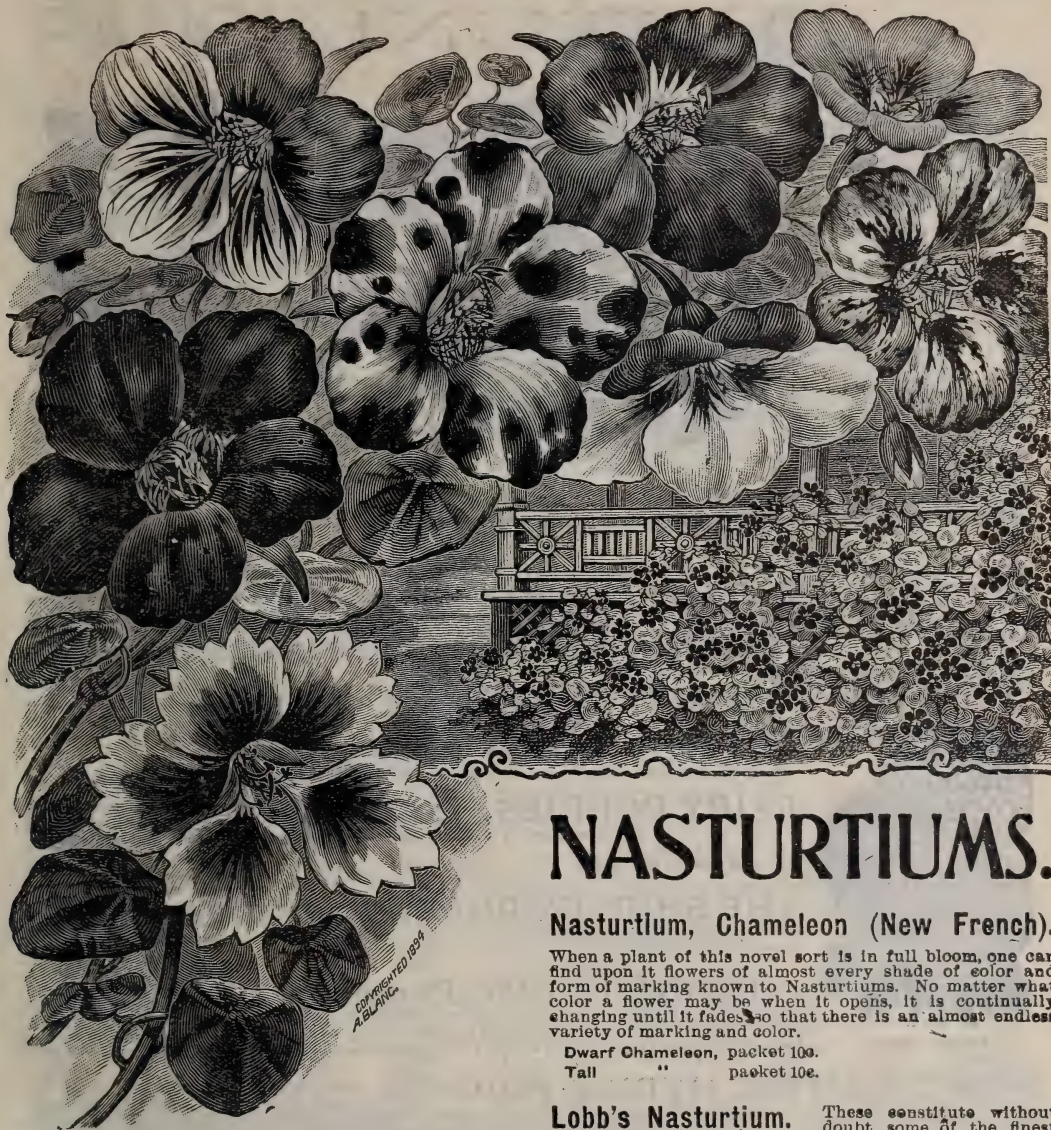 COPYRIGHTED 1894
A. BLANC.
NASTURTIUMS.
Nasturtium, Chameleon (New French).
When a plant of this novel sort is in full bloom, one can
find upon it flowers of almost every shade of color and
form of marking known to Nasturtiums. No matter what
color a flower may be when it opens, it is continually
changing until it fades so that there is an almost endless
variety of marking and color.
Dwarf Chameleon, packet 10c.
Tall " packet 10c.
Lobb's Nasturtium. These constitute without
doubt some of the finest